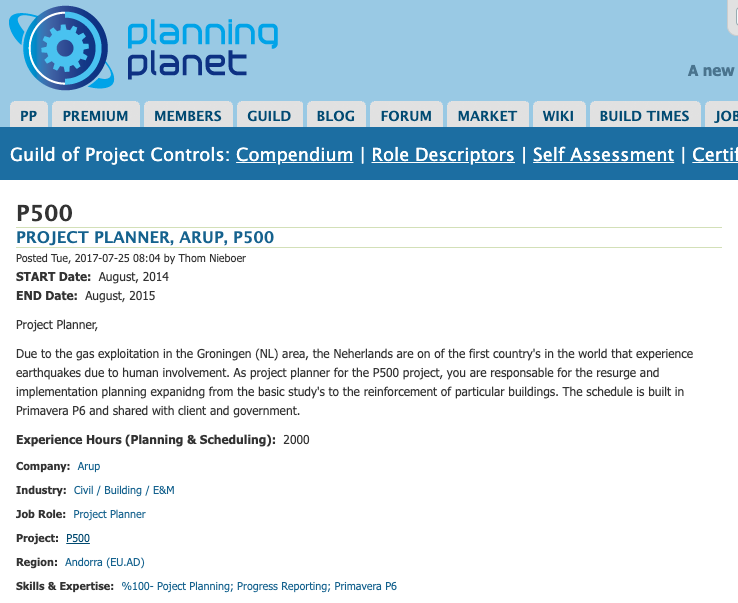 planning
planet
A new
PP PREMIUM MEMBERS GUILD BLOG FORUM MARKET WIKI BUILD TIMES JOB
Guild of Project Controls: Compendium | Role Descriptors | Self Assessment | Certif
P500
PROJECT PLANNER, ARUP, P500
Posted Tue, 2017-07-25 08:04 by Thom Nieboer
START Date: August, 2014
END Date: August, 2015
Project Planner,
Due to the gas exploitation in the Groningen (NL) area, the Neherlands are on of the first country's in the world that experience
earthquakes due to human involvement. As project planner for the P500 project, you are responsible for the resurge and
implementation planning expanidng from the basic study's to the reinforcement of particular buildings. The schedule is built in
Primavera P6 and shared with client and government.
Experience Hours (Planning & Scheduling): 2000
Company: Arup
Industry: Civil / Building / E&M
Job Role: Project Planner
Project: P500
Region: Andorra (EU.AD)
Skills & Expertise: %100- Poject Planning; Progress Reporting; Primavera P6